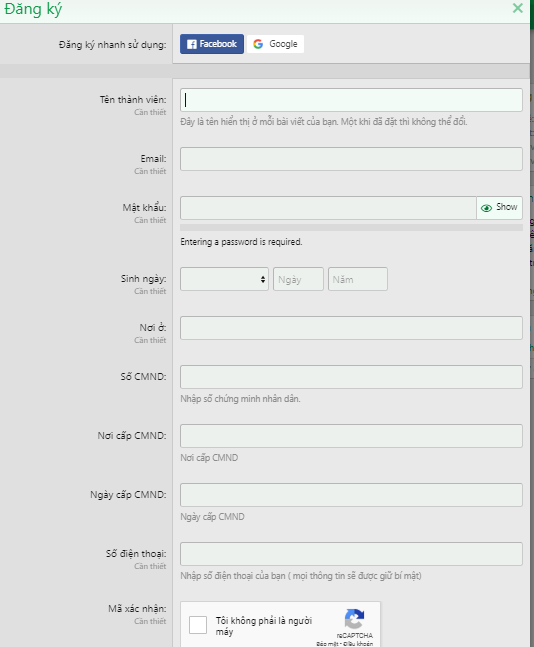 Đăng ký
×
Đăng ký nhanh sử dụng:
Facebook
Google
Tên thành viên:
Cần thiết
Đây là tên hiển thị ở mỗi bài viết của bạn. Một khi đã đặt thì không thể đổi.
Email:
Cần thiết
Mật khẩu:
Cần thiết
Show
Entering a password is required.
Sinh ngày:
Cần thiết
Ngày
Năm
Nơi ở:
Cần thiết
Số CMND:
Nhập số chứng minh nhân dân.
Nơi cấp CMND:
Nơi cấp CMND
Ngày cấp CMND:
Ngày cấp CMND
Số điện thoại:
Cần thiết
Nhập số điện thoại của bạn ( mọi thông tin sẽ được giữ bí mật)
Mã xác nhận:
Cần thiết
Tôi không phải là người
máy
reCAPTCHA
Bảo mật - Điều khoản